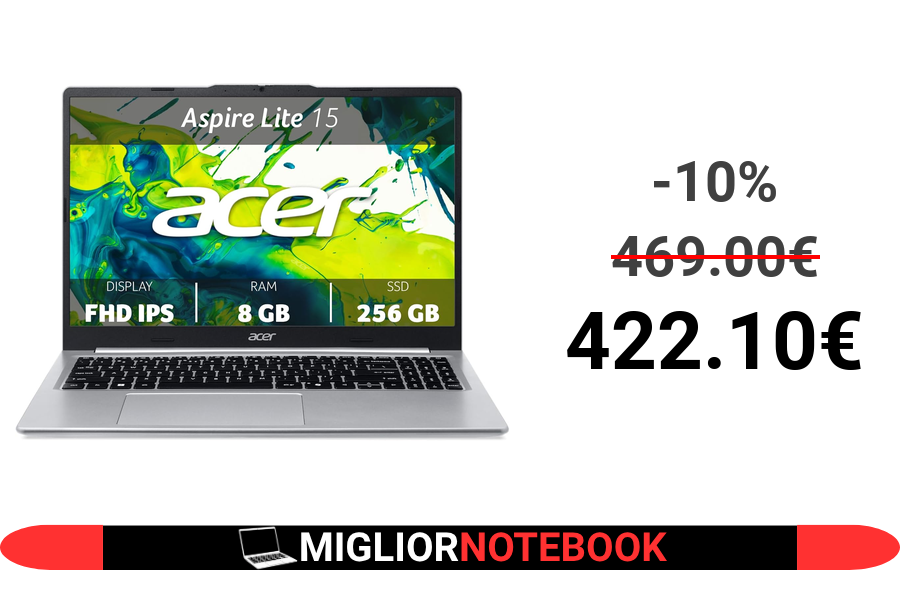 Aspire Lite 15
acer
DISPLAY
FHD IPS
RAM
8 GB
SSD
256 GB
acer
-10%
469.00€
422.10€
MIGLIORNOTEBOOK